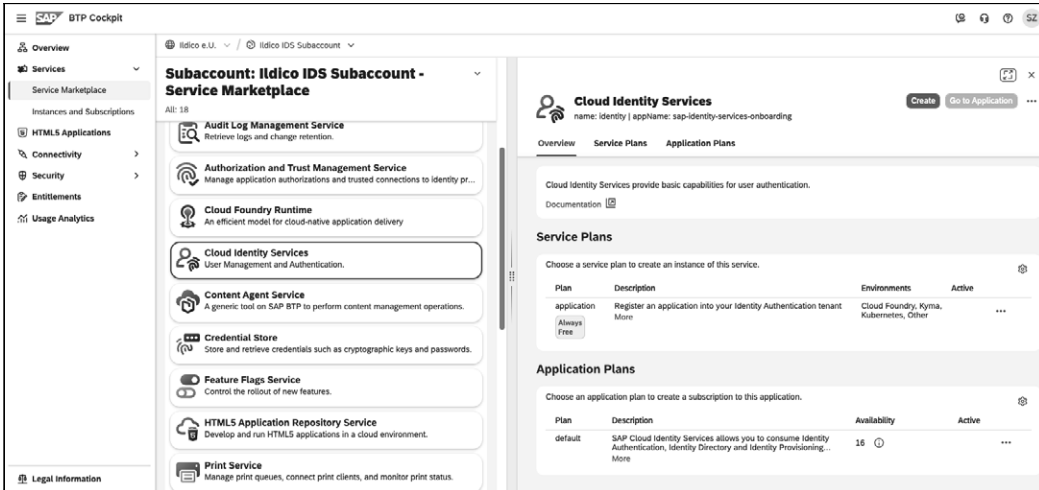 SAP BTP Cockpit
SZ
Overview
Services
Service Marketplace
Instances and Subscriptions
HTML5 Applications
Connectivity
Security
Entitlements
Usage Analytics
Legal Information
Ildico e.U. / Ildico IDS Subaccount
Subaccount: Ildico IDS Subaccount -
Service Marketplace
All: 18
Audit Log Management Service
Retrieve logs and change retention.
Authorization and Trust Management Service
Manage application authorizations and trusted connections to identity pr...
Cloud Foundry Runtime
An efficient model for cloud-native application delivery
Cloud Identity Services
User Management and Authentication.
Content Agent Service
A generic tool on SAP BTP to perform content management operations.
Credential Store
Store and retrieve credentials such as cryptographic keys and passwords.
Feature Flags Service
Control the rollout of new features.
HTML5 Application Repository Service
Develop and run HTML5 applications in a cloud environment.
Print Service
Manage print queues, connect print clients, and monitor print status.
Cloud Identity Services
name: identity | appName: sap-identity-services-onboarding
Create Go to Application ...
Overview Service Plans Application Plans
Cloud Identity Services provide basic capabilities for user authentication.
Documentation
Service Plans
Choose a service plan to create an instance of this service.
Plan Description Environments Active
application Register an application into your Identity Authentication tenant Cloud Foundry, Kyma, ...
More Kubernetes, Other
Always
Free
Application Plans
Choose an application plan to create a subscription to this application.
Plan Description Availability Active
default SAP Cloud Identity Services allows you to consume Identity 16 ...
Authentication, Identity Directory and Identity Provisioning...
More